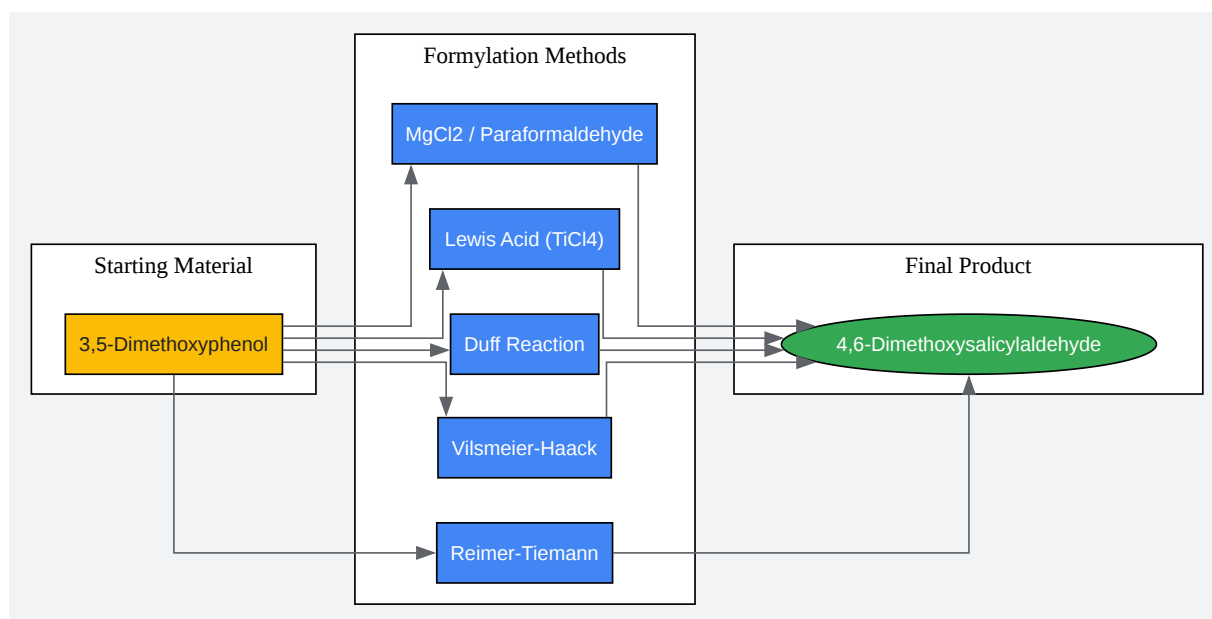 Formylation Methods
MgCl2 / Paraformaldehyde
Lewis Acid (TiCl4)
Starting Material
Final Product
3,5-Dimethoxyphenol
Duff Reaction
4,6-Dimethoxysalicylaldehyde
Vilsmeier-Haack
Reimer-Tiemann